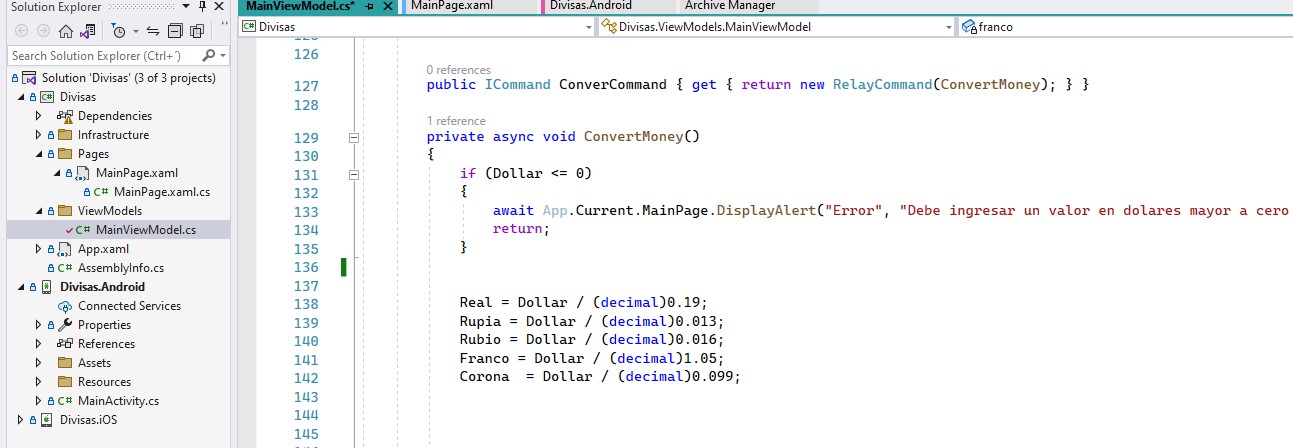 Solution Explorer
MainViewModel.cs*
MainPage.xaml
Divisas.Android
Archive Manager
C# Divisas
Divisas.ViewModels.MainViewModel
franco
Search Solution Explorer (Ctrl+´)
Solution 'Divisas' (3 of 3 projects)
C# Divisas
Dependencies
Infrastructure
Pages
MainPage.xaml
C# MainPage.xaml.cs
ViewModels
C# MainViewModel.cs
App.xaml
C# AssemblyInfo.cs
Divisas.Android
Connected Services
Properties
References
Assets
Resources
C# MainActivity.cs
Divisas.iOS
126
0 references
127 public ICommand ConverCommand { get { return new RelayCommand(ConvertMoney); } }
128
1 reference
129 private async void ConvertMoney()
130 {
131 if (Dollar <= 0)
132 {
133 await App.Current.MainPage.DisplayAlert("Error", "Debe ingresar un valor en dolares mayor a cero
134 return;
135 }
136
137
138 Real = Dollar / (decimal)0.19;
139 Rupia = Dollar / (decimal)0.013;
140 Rubio = Dollar / (decimal)0.016;
141 Franco = Dollar / (decimal)1.05;
142 Corona  = Dollar / (decimal)0.099;
143
144
145